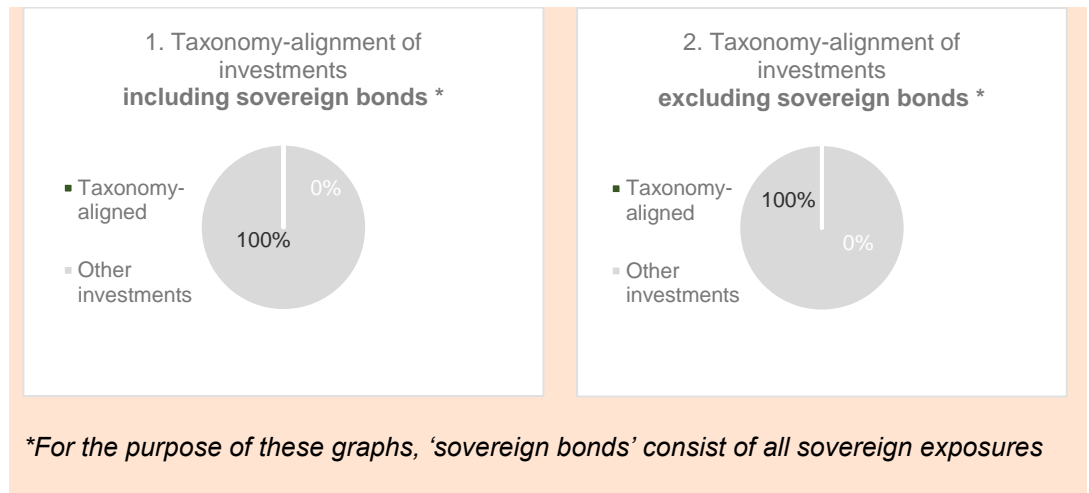 1. Taxonomy-alignment of
investments
including sovereign bonds *
Taxonomy-
aligned
Other
investments
0%
100%
2. Taxonomy-alignment of
investments
excluding sovereign bonds *
Taxonomy-
aligned
Other
investments
100%
0%
*For the purpose of these graphs, ‘sovereign bonds’ consist of all sovereign exposures